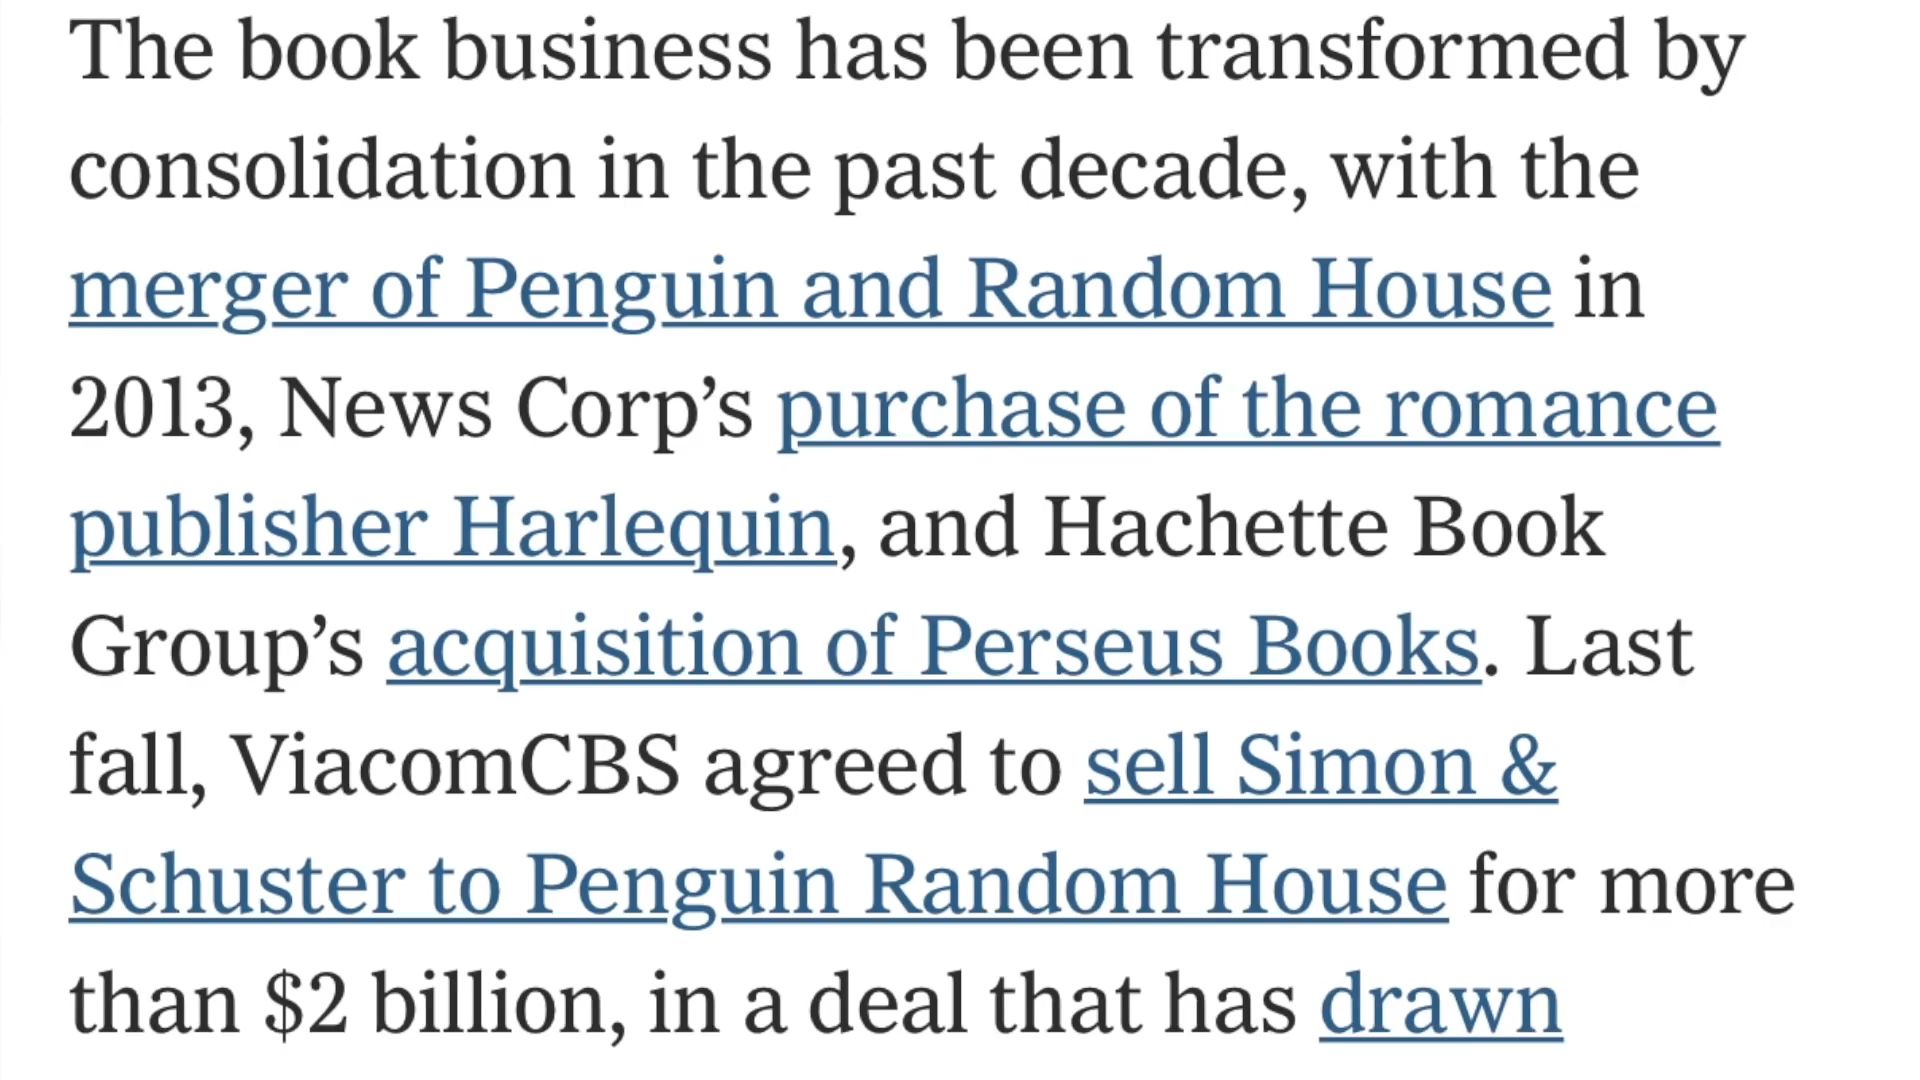 The book business has been transformed by
consolidation in the past decade, with the
merger of Penguin and Random House in
2013, News Corp’s purchase of the romance
publisher Harlequin, and Hachette Book
Group’s acquisition of Perseus Books. Last
fall, ViacomCBS agreed to sell Simon &
Schuster to Penguin Random House for more
than $2 billion, in a deal that has drawn